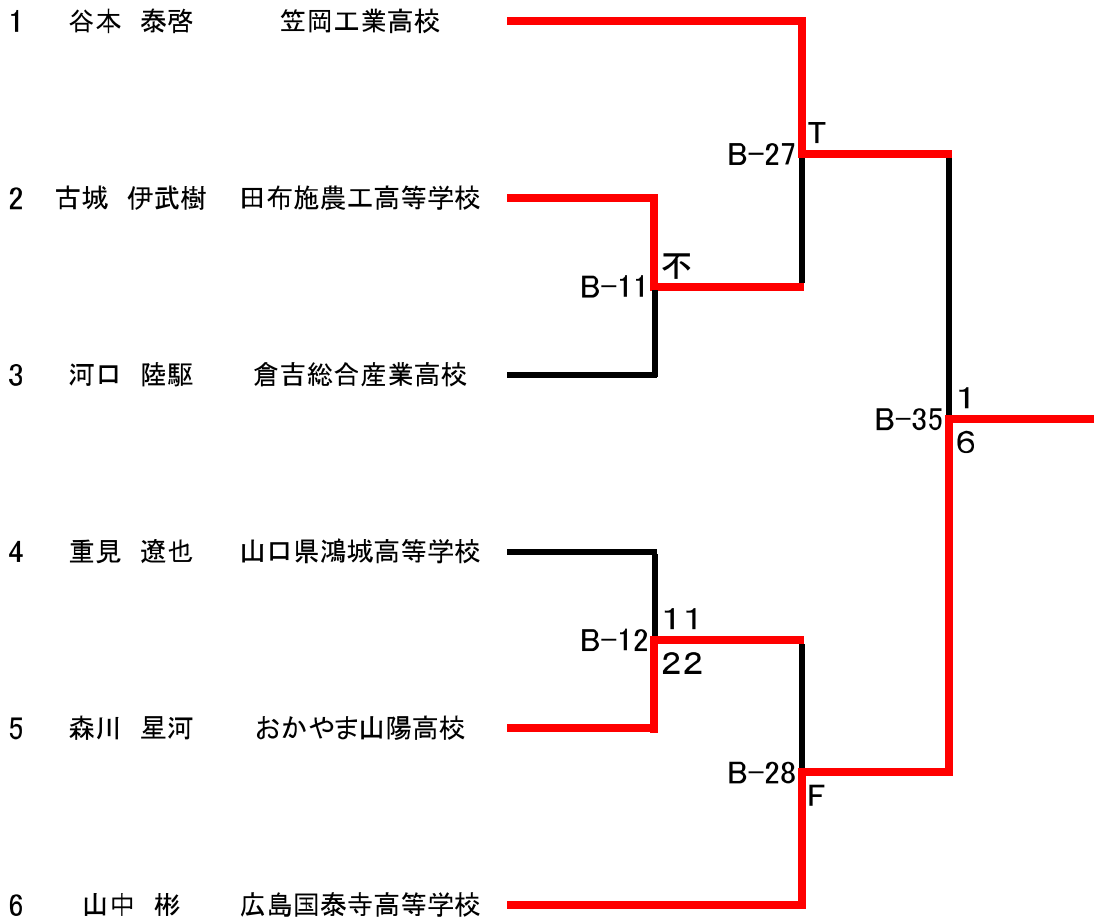 1 谷本 泰啓 笠岡工業高校
T
B-27
2 古城 伊武樹 田布施農工高等学校
不
B-11
3 河口 陸駆 倉吉総合産業高校
1
B-35
6
4 重見 遼也 山口県鴻城高等学校
11
B-12
22
5 森川 星河 おかやま山陽高校
B-28
F
6 山中 彬 広島国泰寺高等学校